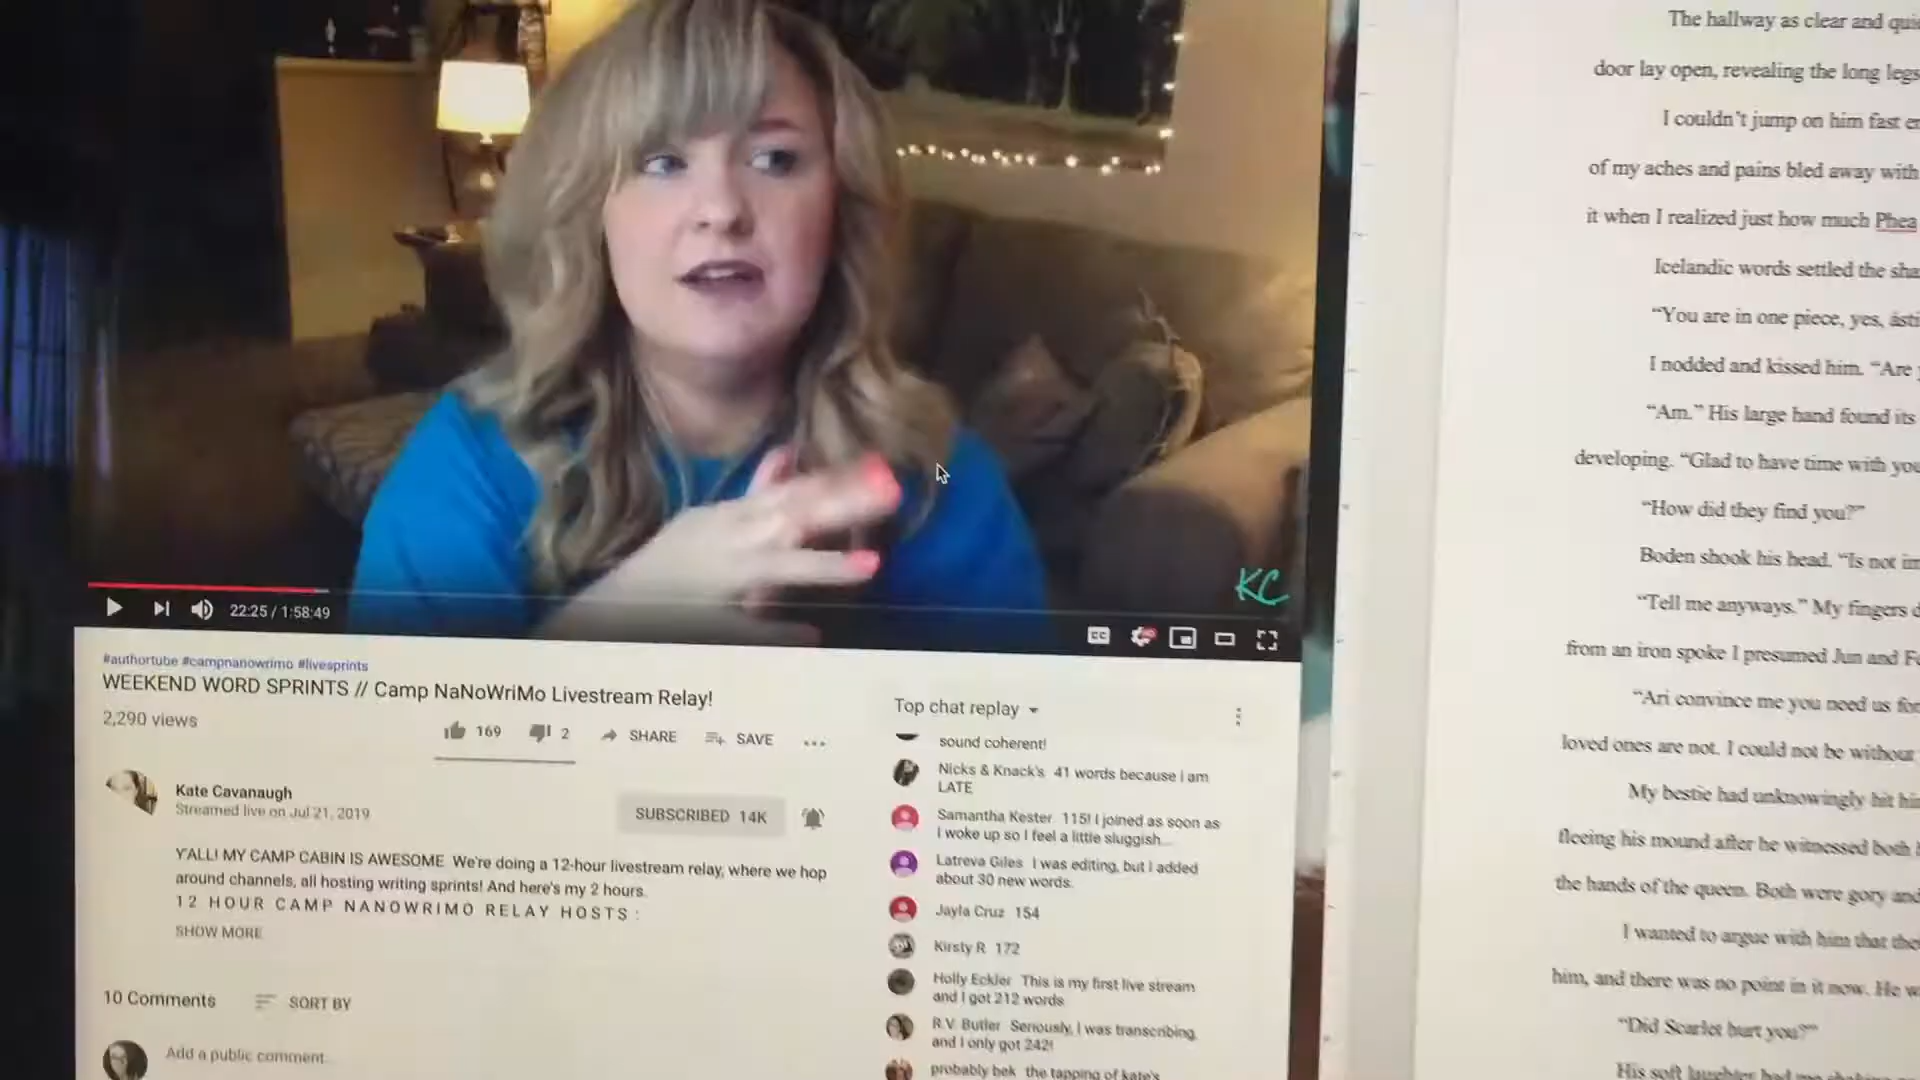 KC
22:25 / 1:58:49
CC
#authortube #campnanowrimo #livesprints
WEEKEND WORD SPRINTS // Camp NaNoWriMo Livestream Relay!
2,290 views
169
2
SHARE
SAVE
Kate Cavanaugh
Streamed live on Jul 21, 2019
SUBSCRIBED 14K
Y'ALL! MY CAMP CABIN IS AWESOME We're doing a 12-hour livestream relay, where we hop
around channels, all hosting writing sprints! And here's my 2 hours.
12 HOUR CAMP NANOWRIMO RELAY HOSTS :
SHOW MORE
10 Comments
SORT BY
Add a public comment...
Top chat replay
sound coherent!
Nicks & Knack's 41 words because i am
LATE
Samantha Kester 115! I joined as soon as
I woke up so I feel a little sluggish...
Latreva Giles I was editing, but I added
about 30 new words.
Jayla Cruz 154
Kirsty R 172
Holly Eckler This is my first live stream
and I got 212 words
R.V. Butler Seriously, I was transcribing,
and I only got 242!
probably bek the tapping of kate's
The hallway as clear and
door lay open, revealing the long legs
I couldn't jump on him fast
of my aches and pains bled away with
it when I realized just how much Phea
Icelandic words settled the
“You are in one piece, yes,
I nodded and kissed him. “Are
“Am.” His large hand found its
developing. “Glad to have time with
“How did they find you?”
Boden shook his head. “Is not
“Tell me anyways.” My fingers
from an iron spoke I presumed Jun and
“Ari convince me you need us
loved ones are not. I could not be without
My bestie had unknowingly hit
fleeing his mound after he witnessed both
the hands of the queen. Both were gory and
I wanted to argue with him that
him, and there was no point in it now. He
“Did Scarlet hurt you?”
His soft laughter had me